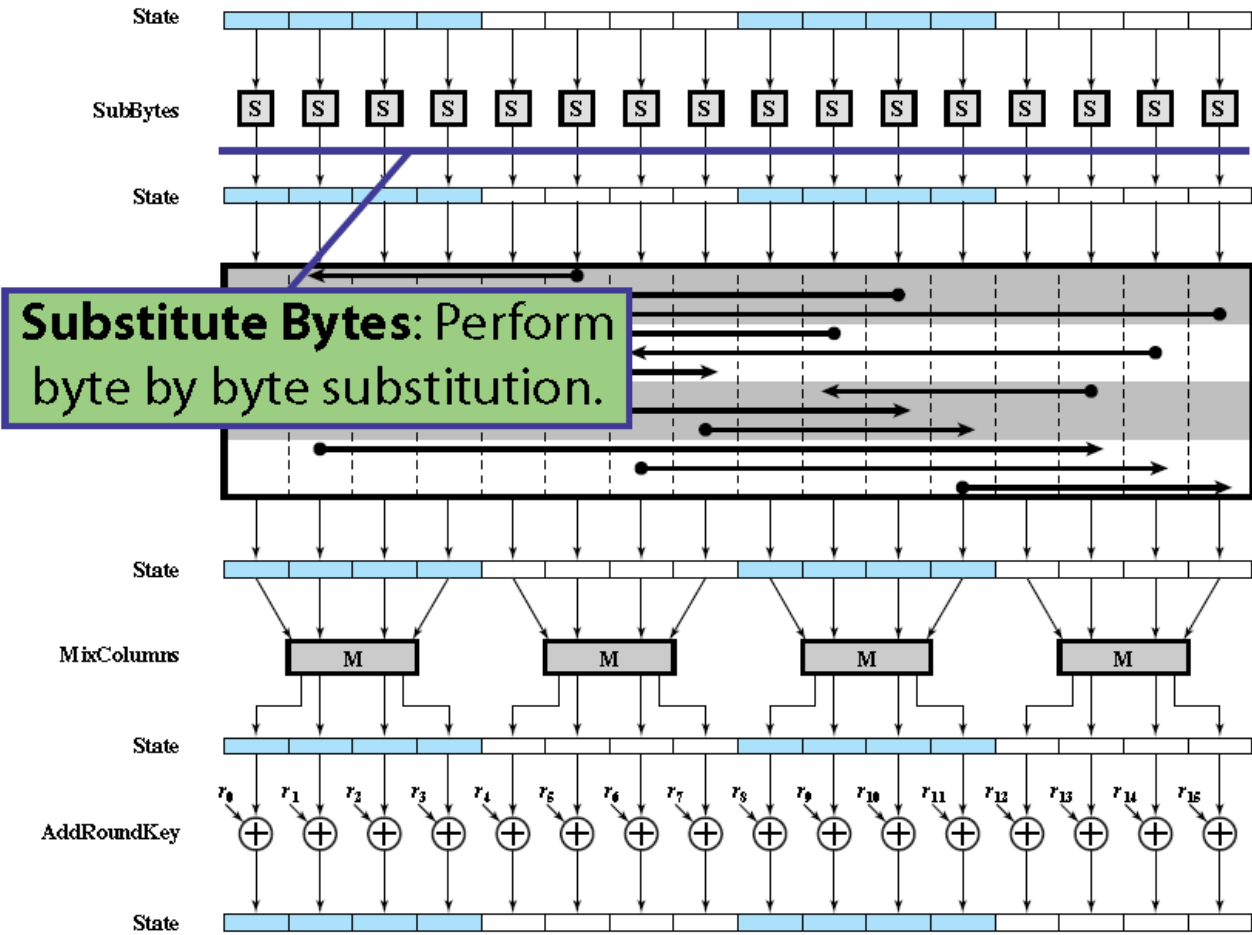 State
SubBytes S S S S S S S S S S S S S S S S
State
Substitute Bytes: Perform
byte by byte substitution.
State
MixColumns M M M M
State
r0 r1 r2 r3 r4 r5 r6 r7 r8 r9 r10 r11 r12 r13 r14 r15
AddRoundKey + + + + + + + + + + + + + + + +
State